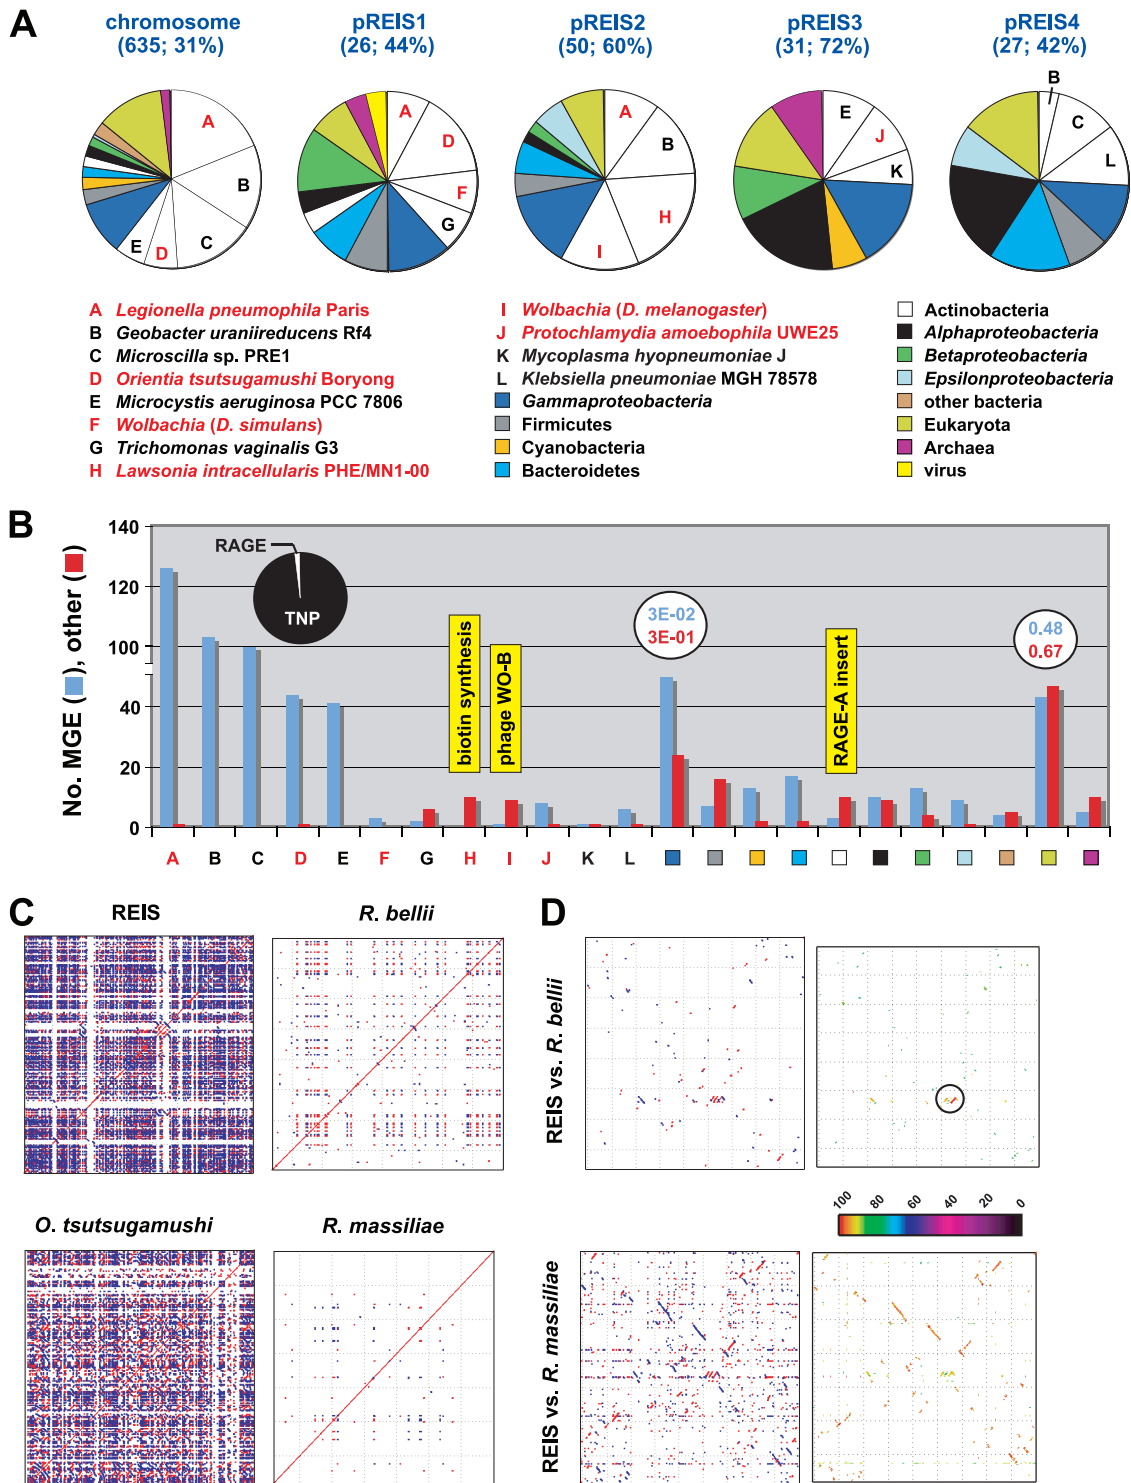 A
chromosome
(635; 31%)
pREIS1
(26; 44%)
pREIS2
(50; 60%)
pREIS3
(31; 72%)
pREIS4
(27; 42%)
A
B
C
D
E
A
D
F
G
A
B
H
I
E
J
K
B
C
L
A Legionella pneumophila Paris
B Geobacter uraniireducens Rf4
C Microscilla sp. PRE1
D Orientia tsutsugamushi Boryong
E Microcystis aeruginosa PCC 7806
F Wolbachia (D. simulans)
G Trichomonas vaginalis G3
H Lawsonia intracellularis PHE/MN1-00
I Wolbachia (D. melanogaster)
J Protochlamydia amoebophila UWE25
K Mycoplasma hyopneumoniae J
L Klebsiella pneumoniae MGH 78578
Gammaproteobacteria
Firmicutes
Cyanobacteria
Bacteroidetes
Actinobacteria
Alphaproteobacteria
Betaproteobacteria
Epsilonproteobacteria
other bacteria
Eukaryota
Archaea
virus
B
No. MGE ( ), other ( )
140
120
100
40
20
0
RAGE
TNP
biotin synthesis
phage WO-B
3E-02
3E-01
RAGE-A insert
0.48
0.67
A B C D E F G H I J K L
C
REIS
R. bellii
O. tsutsugamushi
R. massiliae
D
REIS vs. R. bellii
100 80 60 40 20 0
REIS vs. R. massiliae